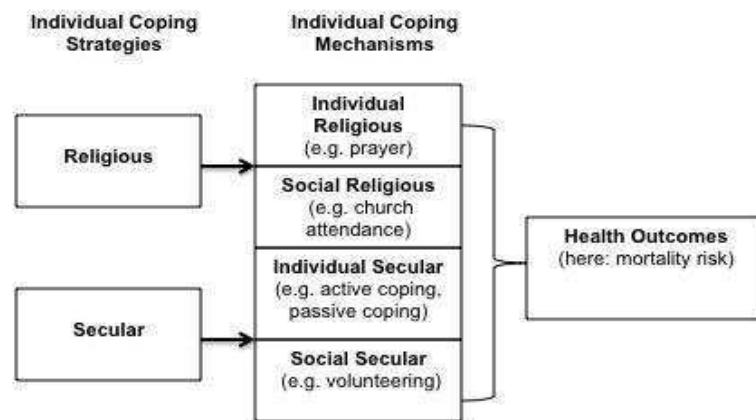 Individual Coping
Strategies
Individual Coping
Mechanisms
Religious
Secular
Individual
Religious
(e.g. prayer)
Social Religious
(e.g. church
attendance)
Individual Secular
(e.g. active coping,
passive coping)
Social Secular
(e.g. volunteering)
Health Outcomes
(here: mortality risk)